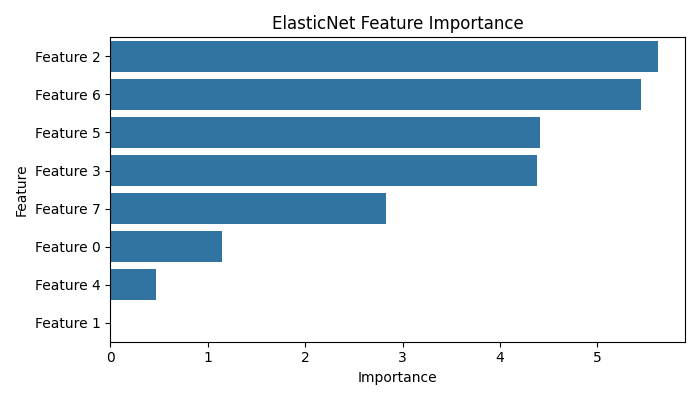 ElasticNet Feature Importance
Feature
Feature 2
Feature 6
Feature 5
Feature 3
Feature 7
Feature 0
Feature 4
Feature 1
0 1 2 3 4 5
Importance